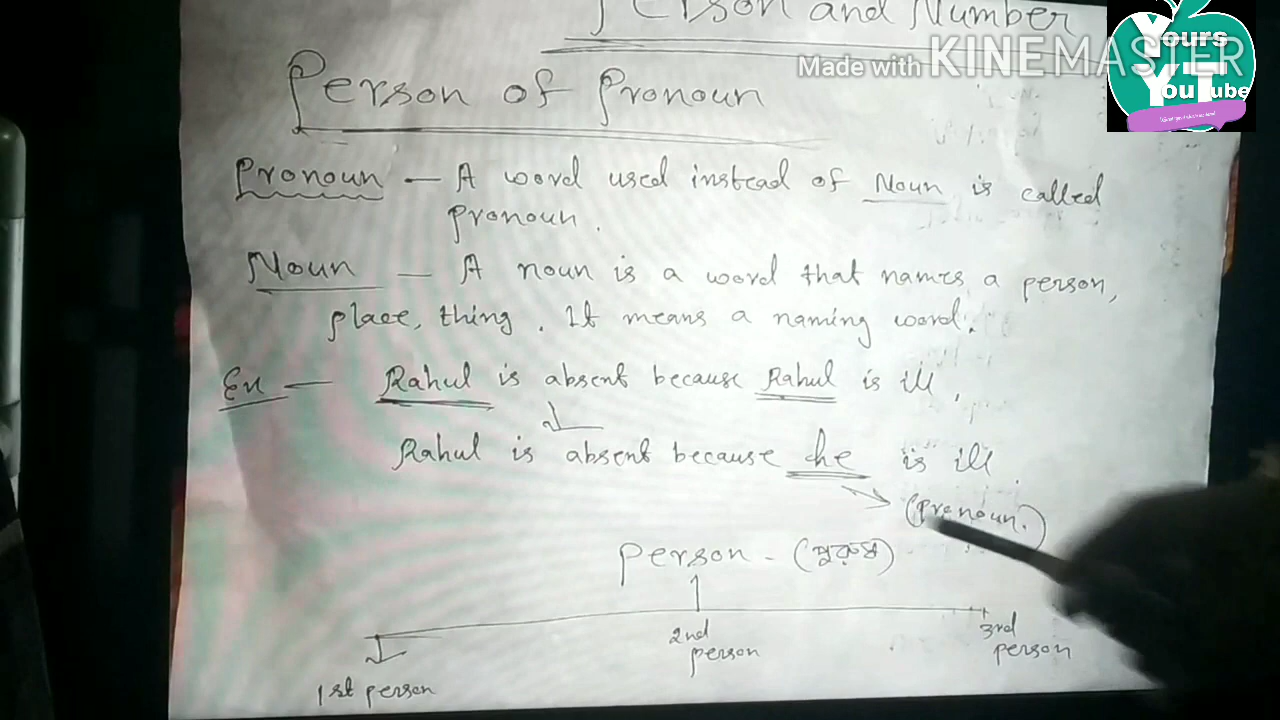 Person and Number
Made with KINEMASTER
Yours
YT
YouTube
Person of Pronoun
Pronoun — A word used instead of Noun is called
pronoun.
Noun — A noun is a word that names a person,
place, thing. It means a naming word.
Ex — Rahul is absent because Rahul is ill.
Rahul is absent because he is ill.
(Pronoun.)
person - (পুরুষ)
1st person
2nd
person
3rd
person